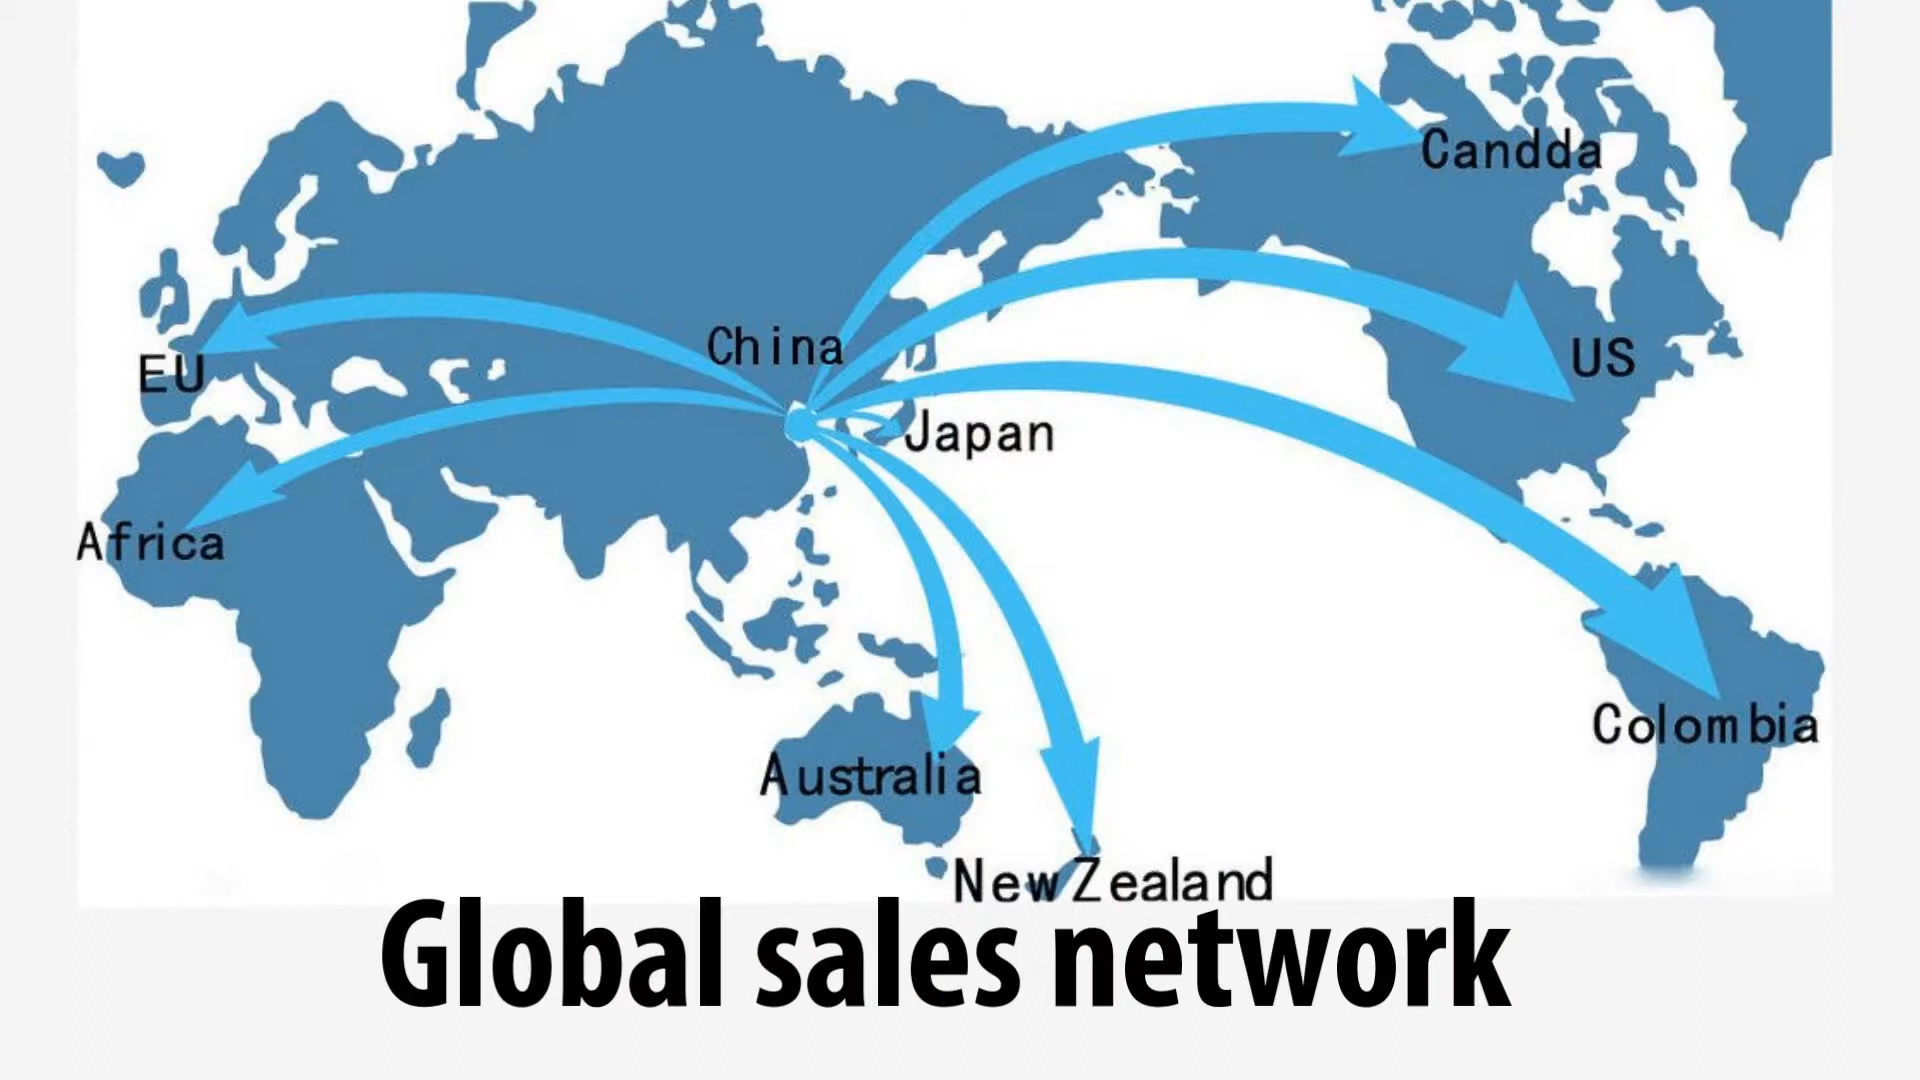 Candda
China
US
EU
Japan
Africa
Colombia
Australia
New Zealand
Global sales network